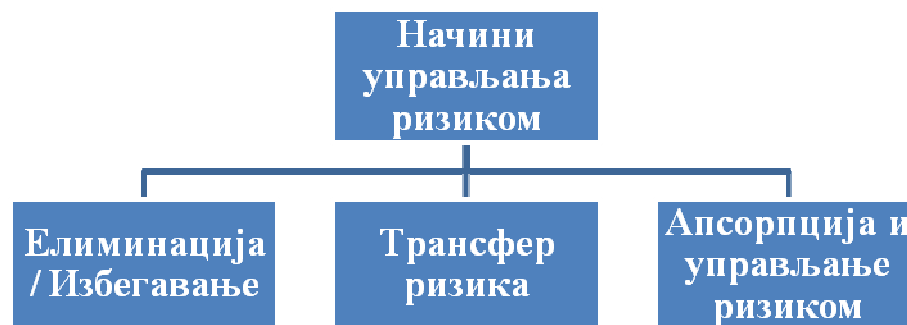 Начини
управљања
ризиком
Елиминација
/ Избегавање
Трансфер
ризика
Апсорпција и
управљање
ризиком